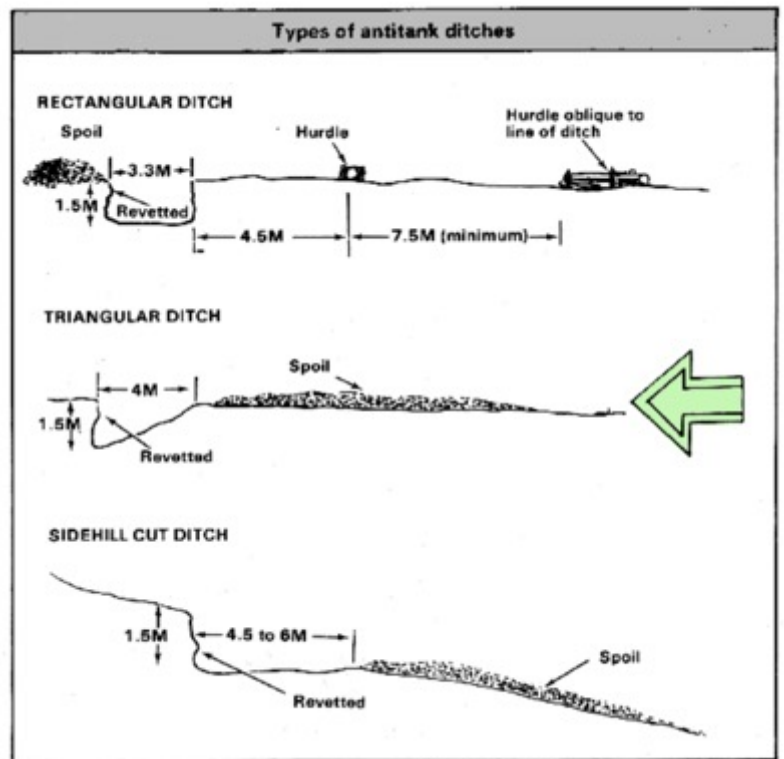 Types of antitank ditches
RECTANGULAR DITCH
Spoil
Hurdle
Hurdle oblique to
line of ditch
3.3M
1.5M
Revetted
4.5M
7.5M (minimum)
TRIANGULAR DITCH
Spoil
4M
1.5M
Revetted
SIDEHILL CUT DITCH
1.5M
4.5 to 6M
Spoil
Revetted